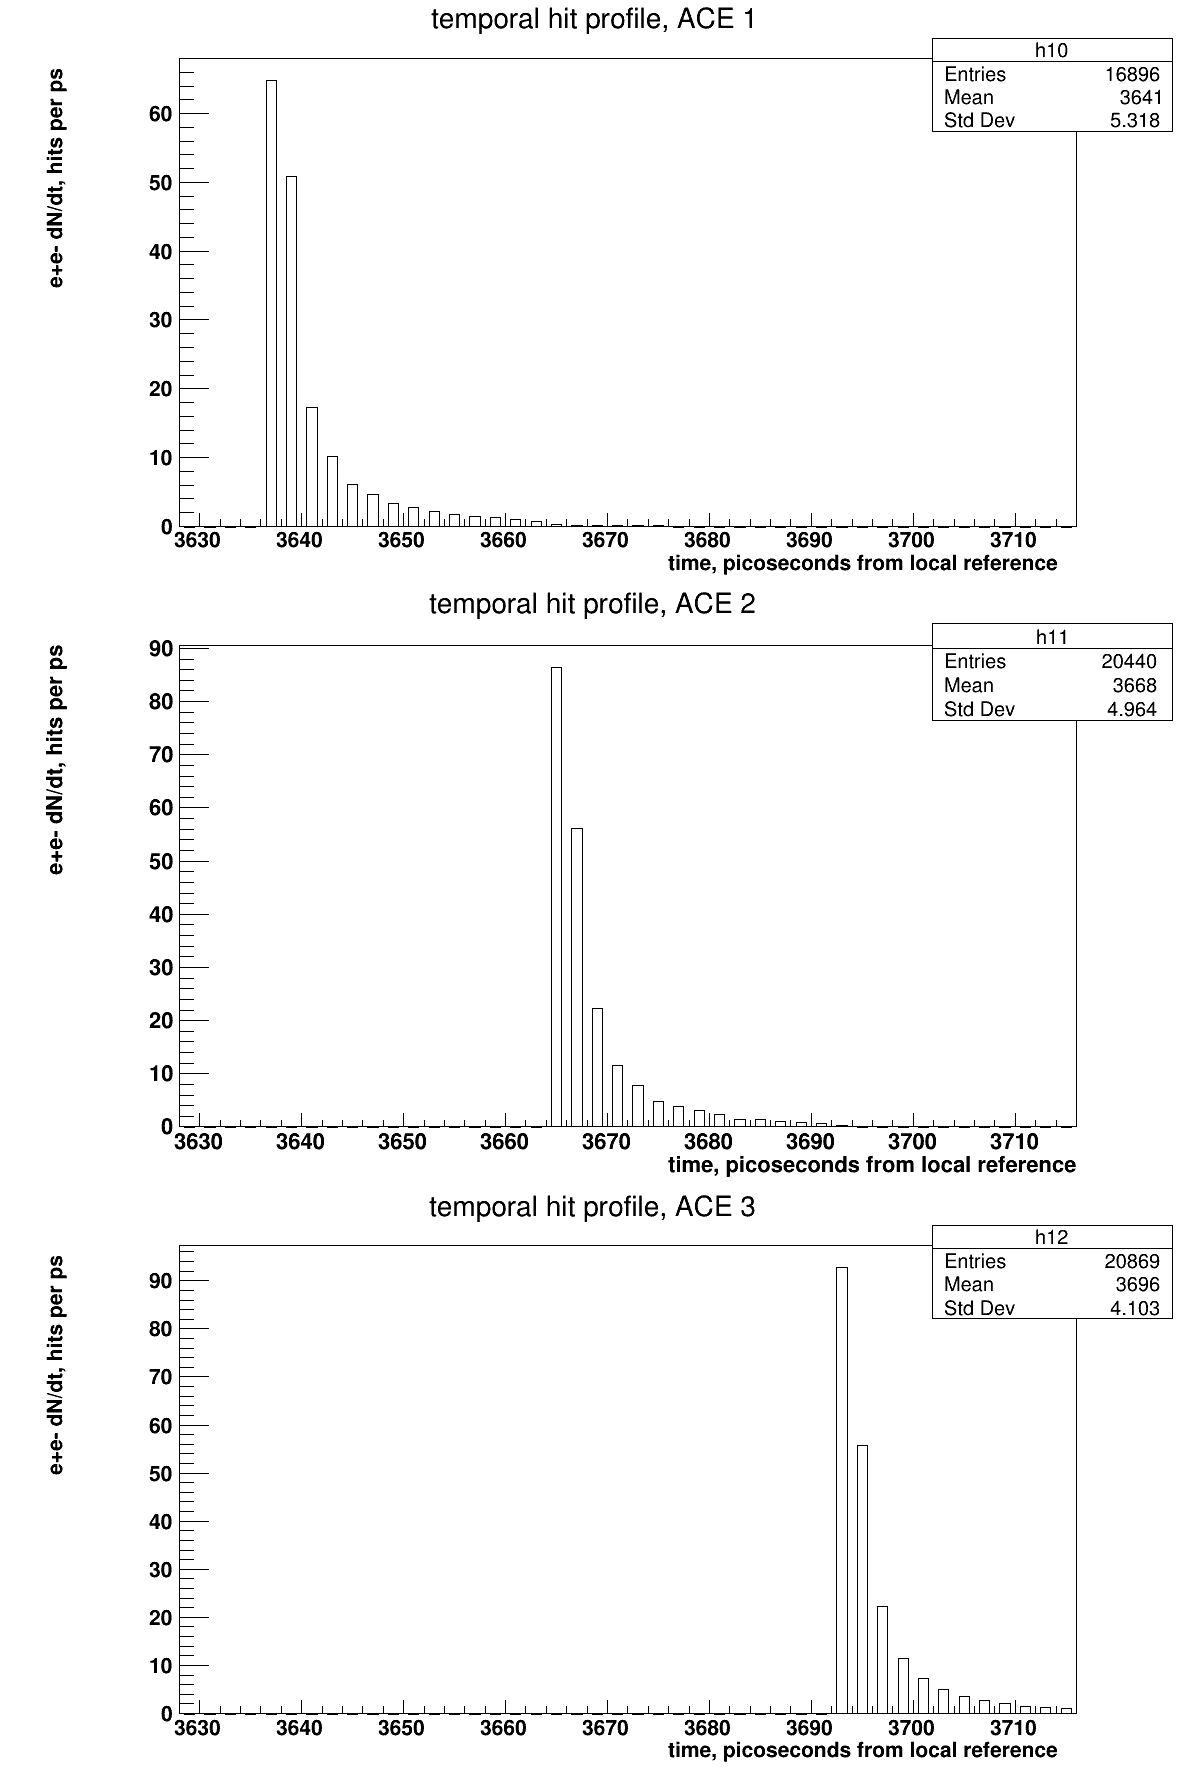 temporal hit profile, ACE 1
h10
Entries 16896
Mean 3641
Std Dev 5.318
e+e- dN/dt, hits per ps
60
50
40
30
20
10
0
3630 3640 3650 3660 3670 3680 3690 3700 3710
time, picoseconds from local reference
temporal hit profile, ACE 2
h11
Entries 20440
Mean 3668
Std Dev 4.964
e+e- dN/dt, hits per ps
90
80
70
60
50
40
30
20
10
0
3630 3640 3650 3660 3670 3680 3690 3700 3710
time, picoseconds from local reference
temporal hit profile, ACE 3
h12
Entries 20869
Mean 3696
Std Dev 4.103
e+e- dN/dt, hits per ps
90
80
70
60
50
40
30
20
10
0
3630 3640 3650 3660 3670 3680 3690 3700 3710
time, picoseconds from local reference